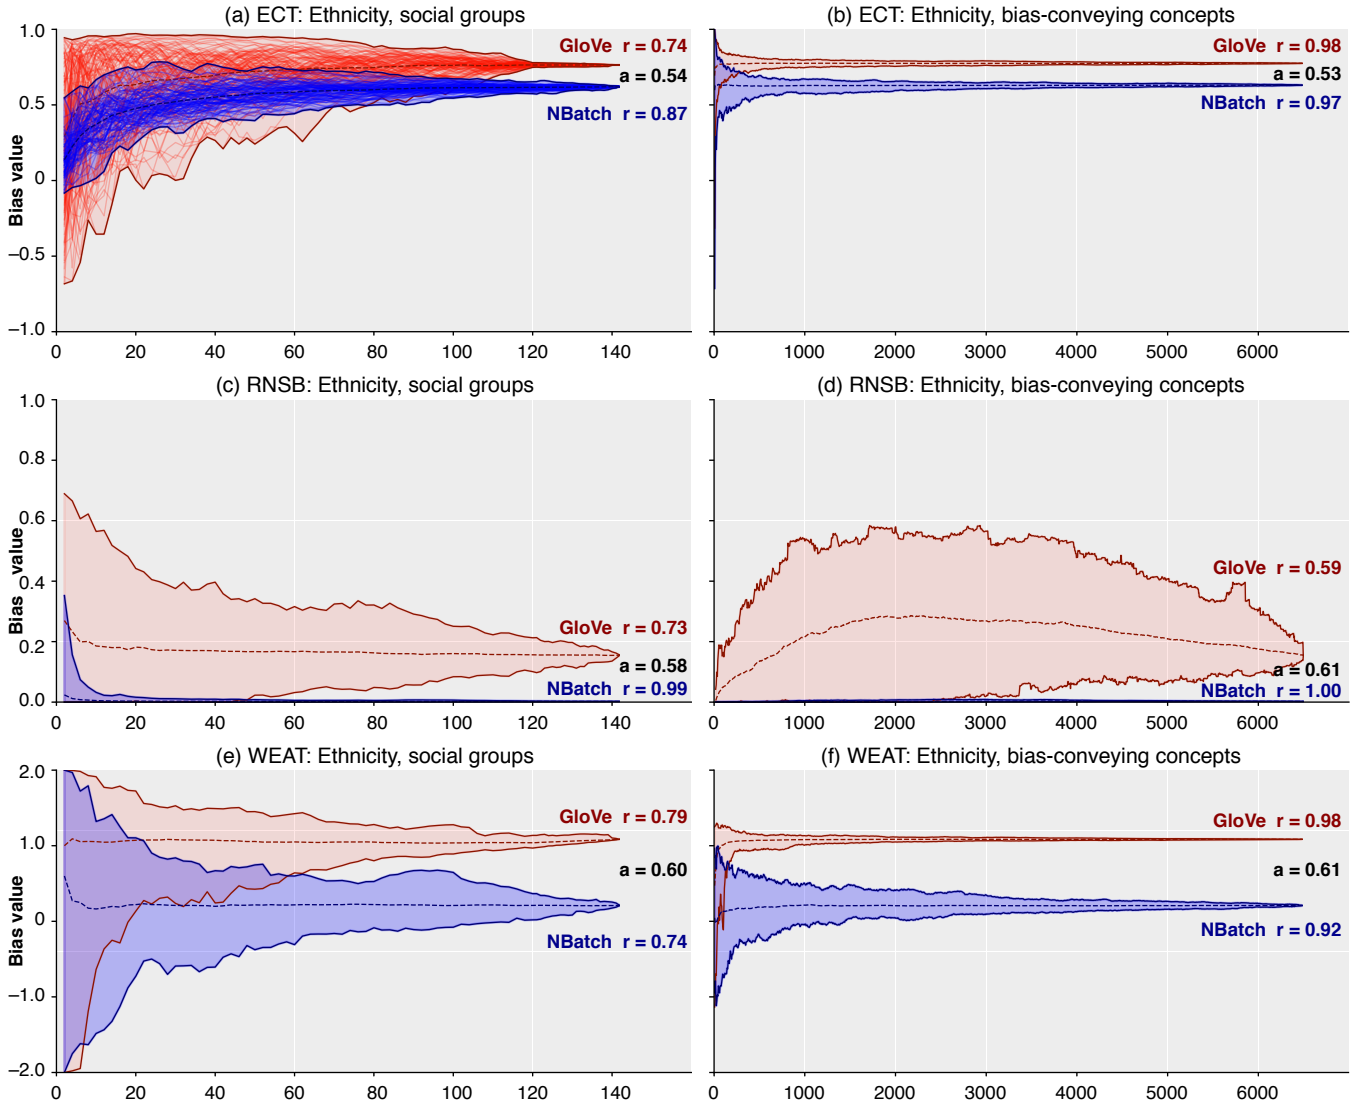 (a) ECT: Ethnicity, social groups
1.0
0.5
0
−0.5
−1.0
Bias value
GloVe r = 0.74
a = 0.54
NBatch r = 0.87
0 20 40 60 80 100 120 140
(b) ECT: Ethnicity, bias-conveying concepts
GloVe r = 0.98
a = 0.53
NBatch r = 0.97
0 1000 2000 3000 4000 5000 6000
(c) RNSB: Ethnicity, social groups
1.0
0.8
0.6
0.4
0.2
0.0
Bias value
GloVe r = 0.73
a = 0.58
NBatch r = 0.99
0 20 40 60 80 100 120 140
(d) RNSB: Ethnicity, bias-conveying concepts
GloVe r = 0.59
a = 0.61
NBatch r = 1.00
0 1000 2000 3000 4000 5000 6000
(e) WEAT: Ethnicity, social groups
2.0
1.0
0
−1.0
−2.0
Bias value
GloVe r = 0.79
a = 0.60
NBatch r = 0.74
0 20 40 60 80 100 120 140
(f) WEAT: Ethnicity, bias-conveying concepts
GloVe r = 0.98
a = 0.61
NBatch r = 0.92
0 1000 2000 3000 4000 5000 6000